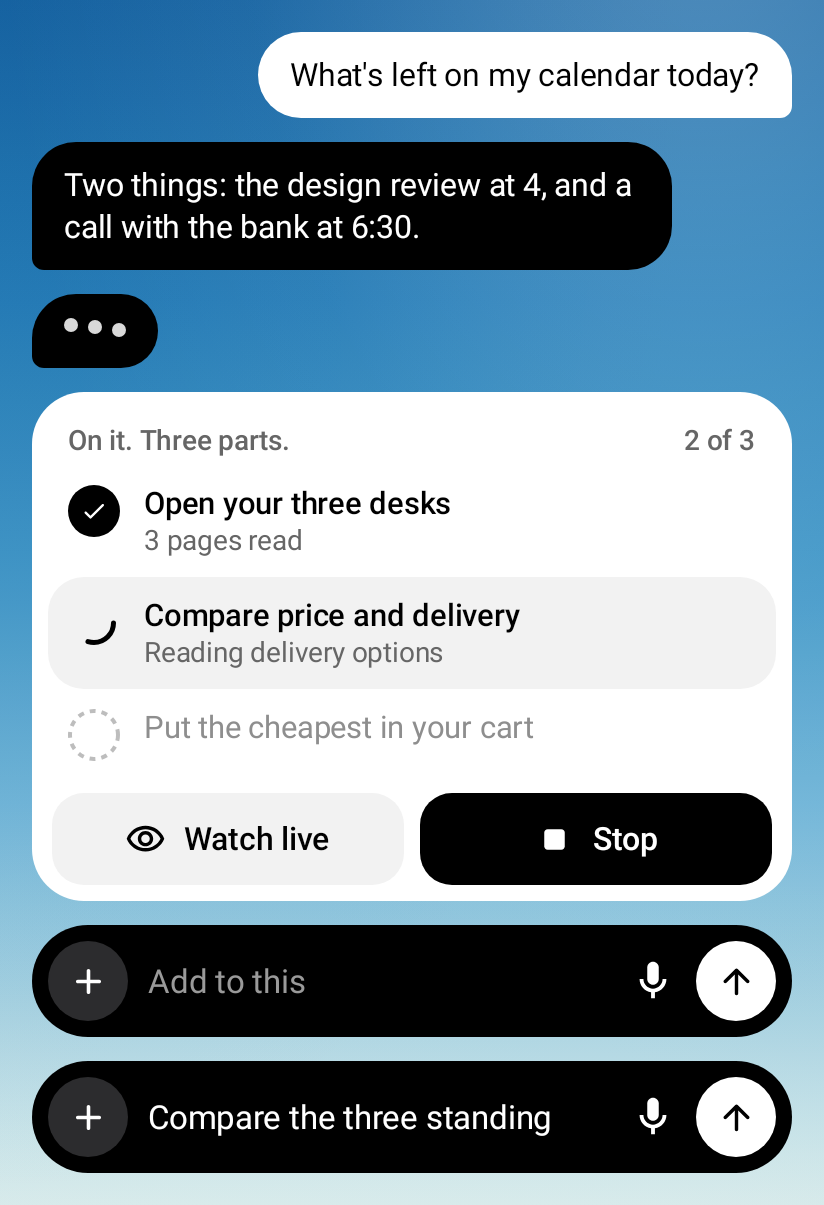 What's left on my calendar today?
Two things: the design review at 4, and a
call with the bank at 6:30.
On it. Three parts.
2 of 3
Open your three desks
3 pages read
Compare price and delivery
Reading delivery options
Put the cheapest in your cart
Watch live
Stop
Add to this
Compare the three standing